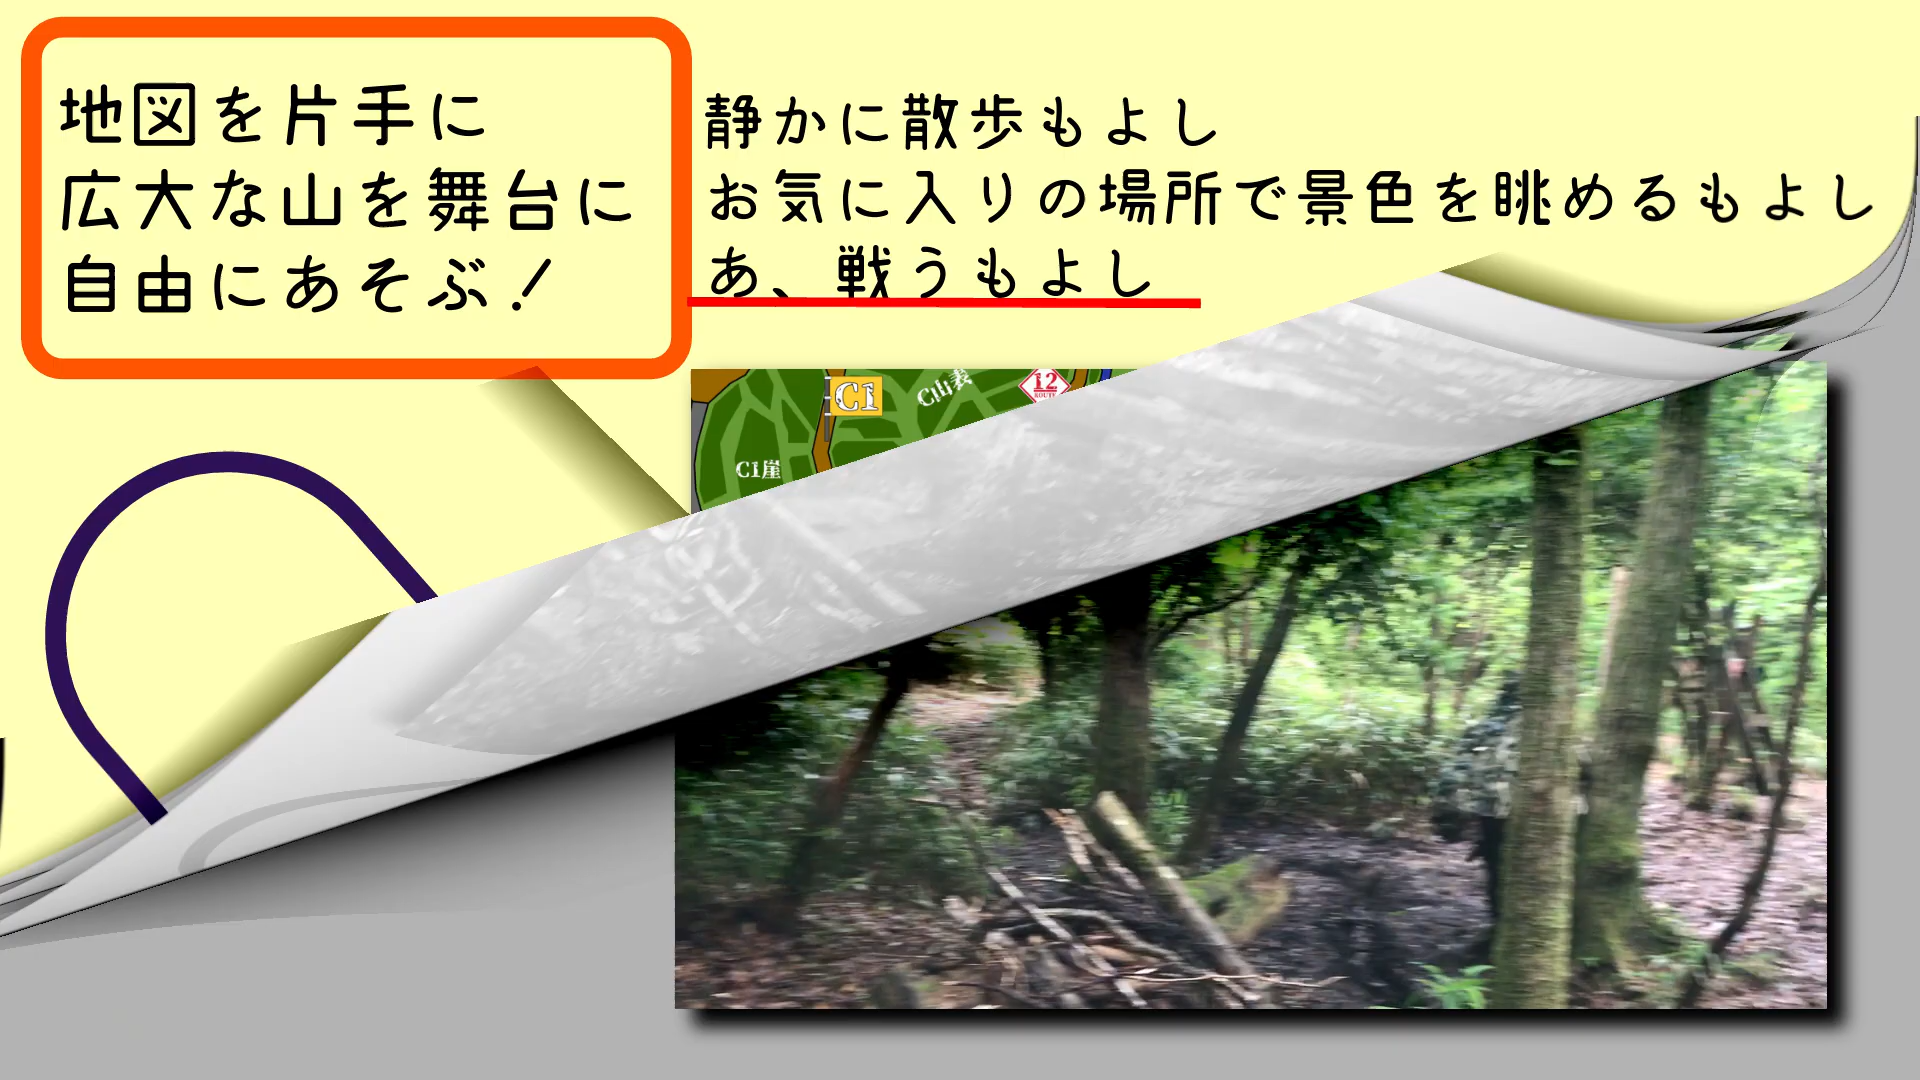 地図を片手に
広大な山を舞台に
自由にあそぶ！
静かに散歩もよし
お気に入りの場所で景色を眺めるもよし
あ、戦うもよし
C1
C山表
12
ROUTE
C1崖